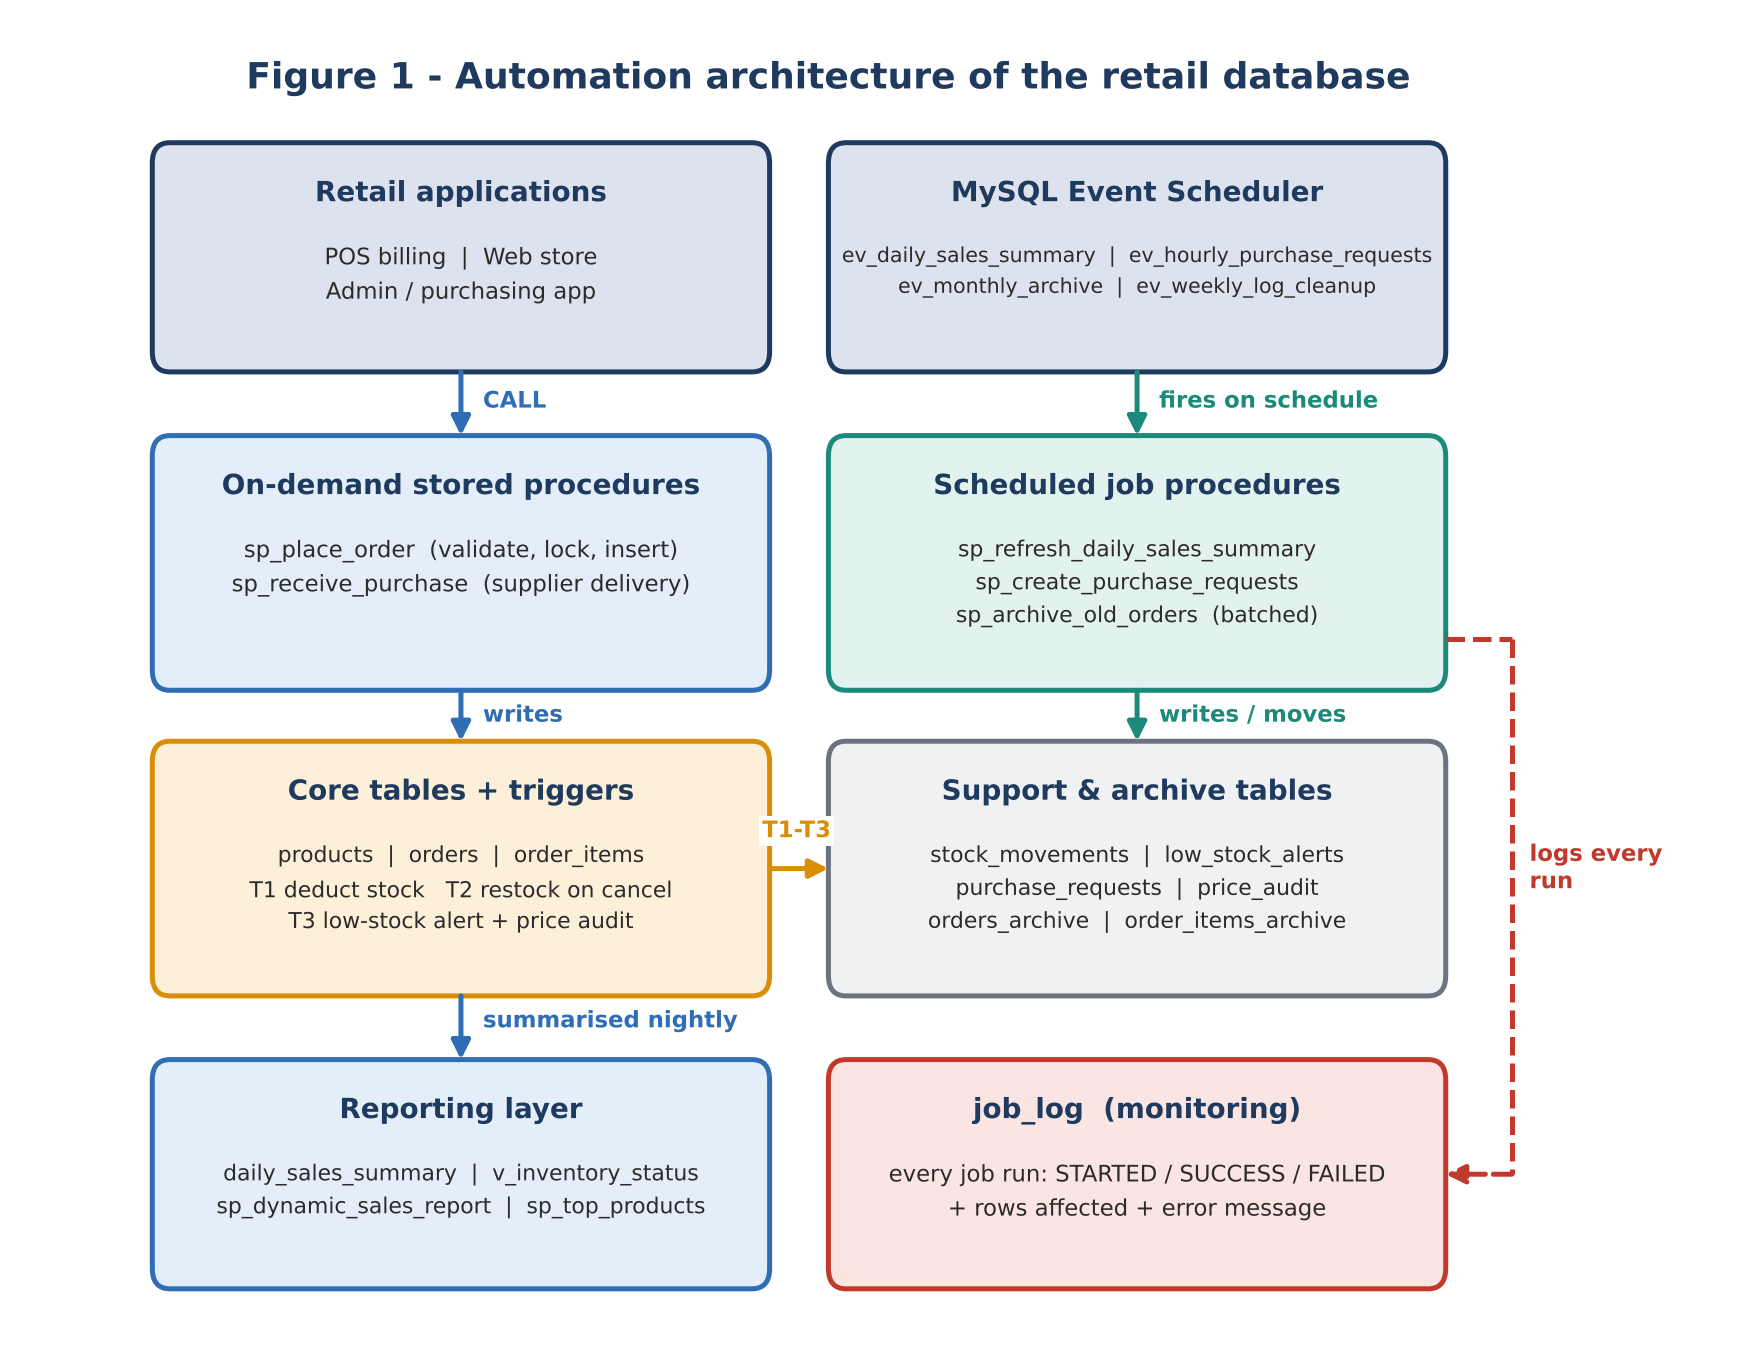 Figure 1 - Automation architecture of the retail database
Retail applications
POS billing | Web store
Admin / purchasing app
MySQL Event Scheduler
ev_daily_sales_summary | ev_hourly_purchase_requests
ev_monthly_archive | ev_weekly_log_cleanup
CALL
fires on schedule
On-demand stored procedures
sp_place_order (validate, lock, insert)
sp_receive_purchase (supplier delivery)
Scheduled job procedures
sp_refresh_daily_sales_summary
sp_create_purchase_requests
sp_archive_old_orders (batched)
writes
writes / moves
Core tables + triggers
products | orders | order_items
T1 deduct stock T2 restock on cancel
T3 low-stock alert + price audit
T1-T3
Support & archive tables
stock_movements | low_stock_alerts
purchase_requests | price_audit
orders_archive | order_items_archive
logs every
run
summarised nightly
Reporting layer
daily_sales_summary | v_inventory_status
sp_dynamic_sales_report | sp_top_products
job_log (monitoring)
every job run: STARTED / SUCCESS / FAILED
+ rows affected + error message